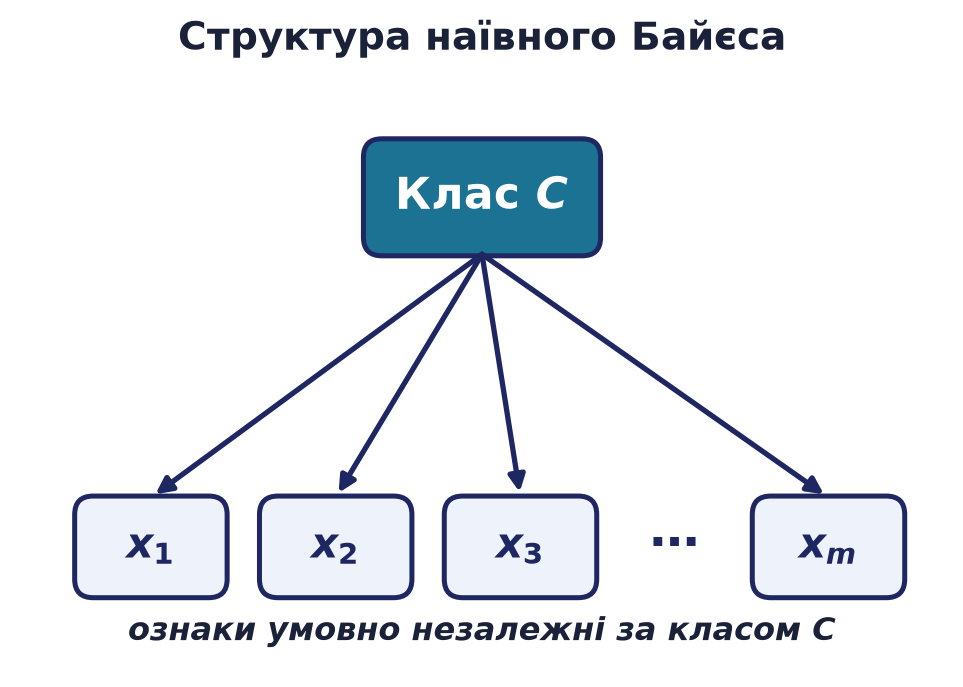 Структура наївного Байєса
Клас C
x₁ x₂ x₃ ... xₘ
ознаки умовно незалежні за класом C